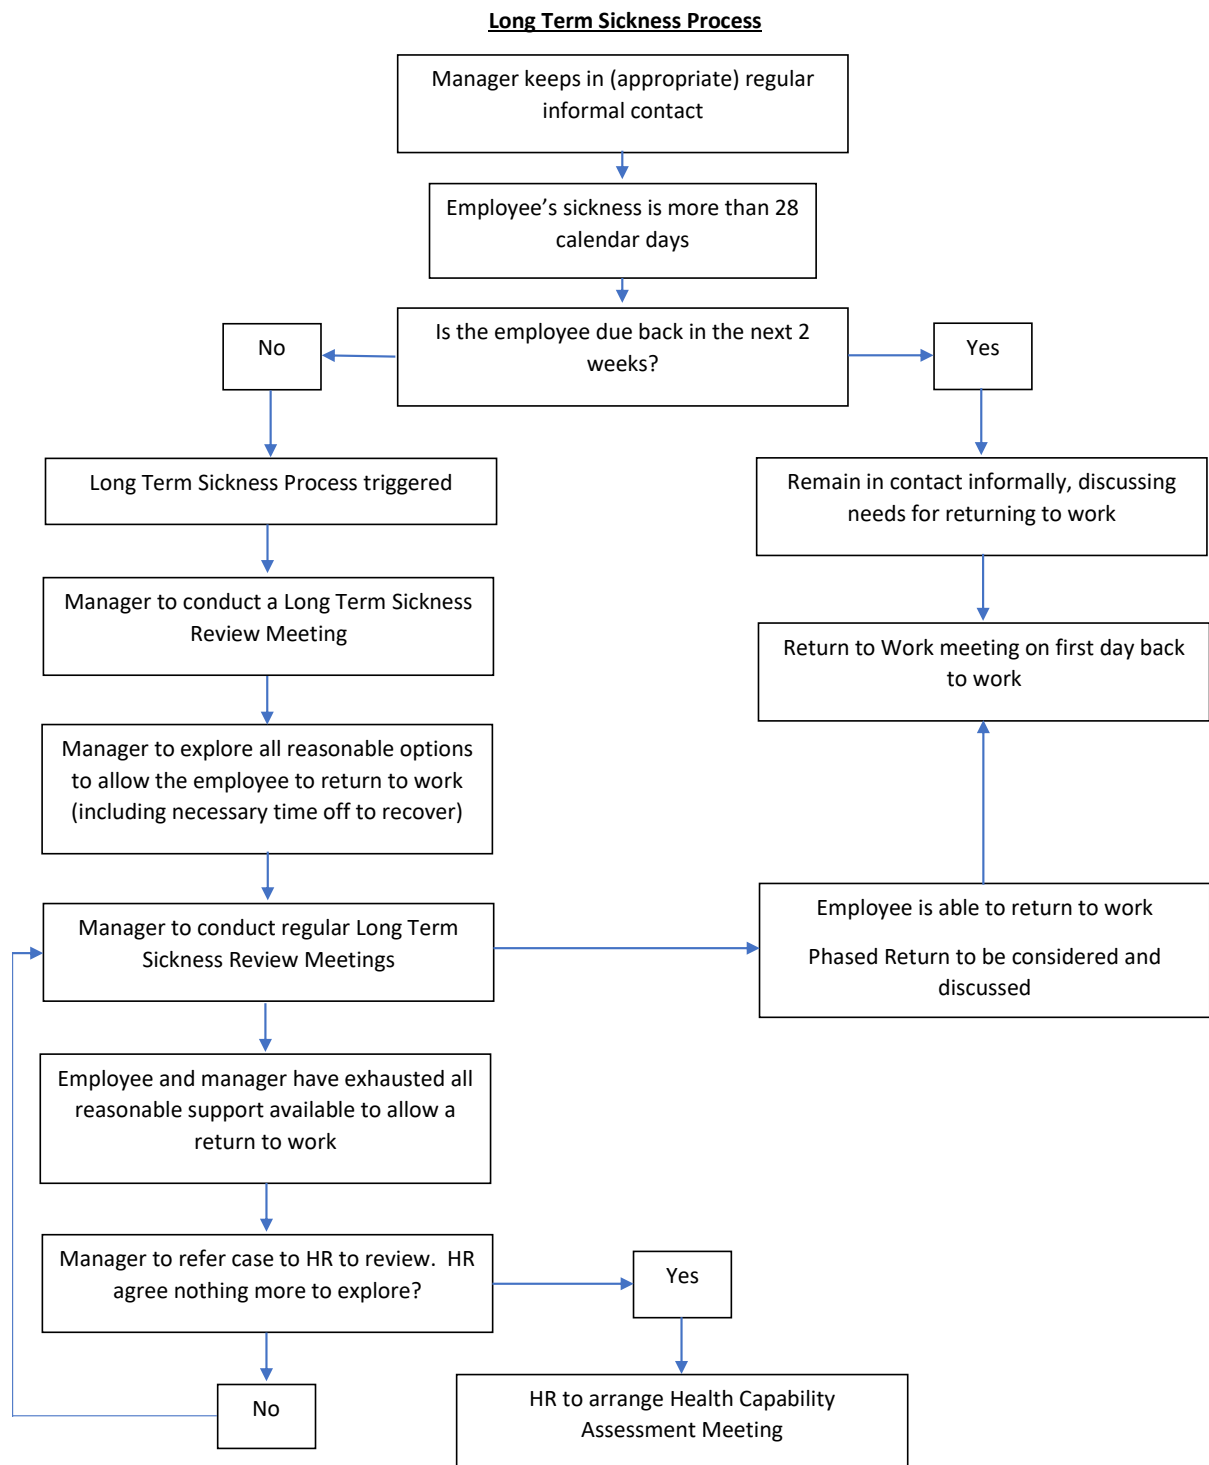 Long Term Sickness Process
Manager keeps in (appropriate) regular
informal contact
Employee’s sickness is more than 28
calendar days
Is the employee due back in the next 2
weeks?
No
Yes
Long Term Sickness Process triggered
Remain in contact informally, discussing
needs for returning to work
Manager to conduct a Long Term Sickness
Review Meeting
Return to Work meeting on first day back
to work
Manager to explore all reasonable options
to allow the employee to return to work
(including necessary time off to recover)
Manager to conduct regular Long Term
Sickness Review Meetings
Employee is able to return to work
Phased Return to be considered and
discussed
Employee and manager have exhausted all
reasonable support available to allow a
return to work
Manager to refer case to HR to review.  HR
agree nothing more to explore?
Yes
No
HR to arrange Health Capability
Assessment Meeting